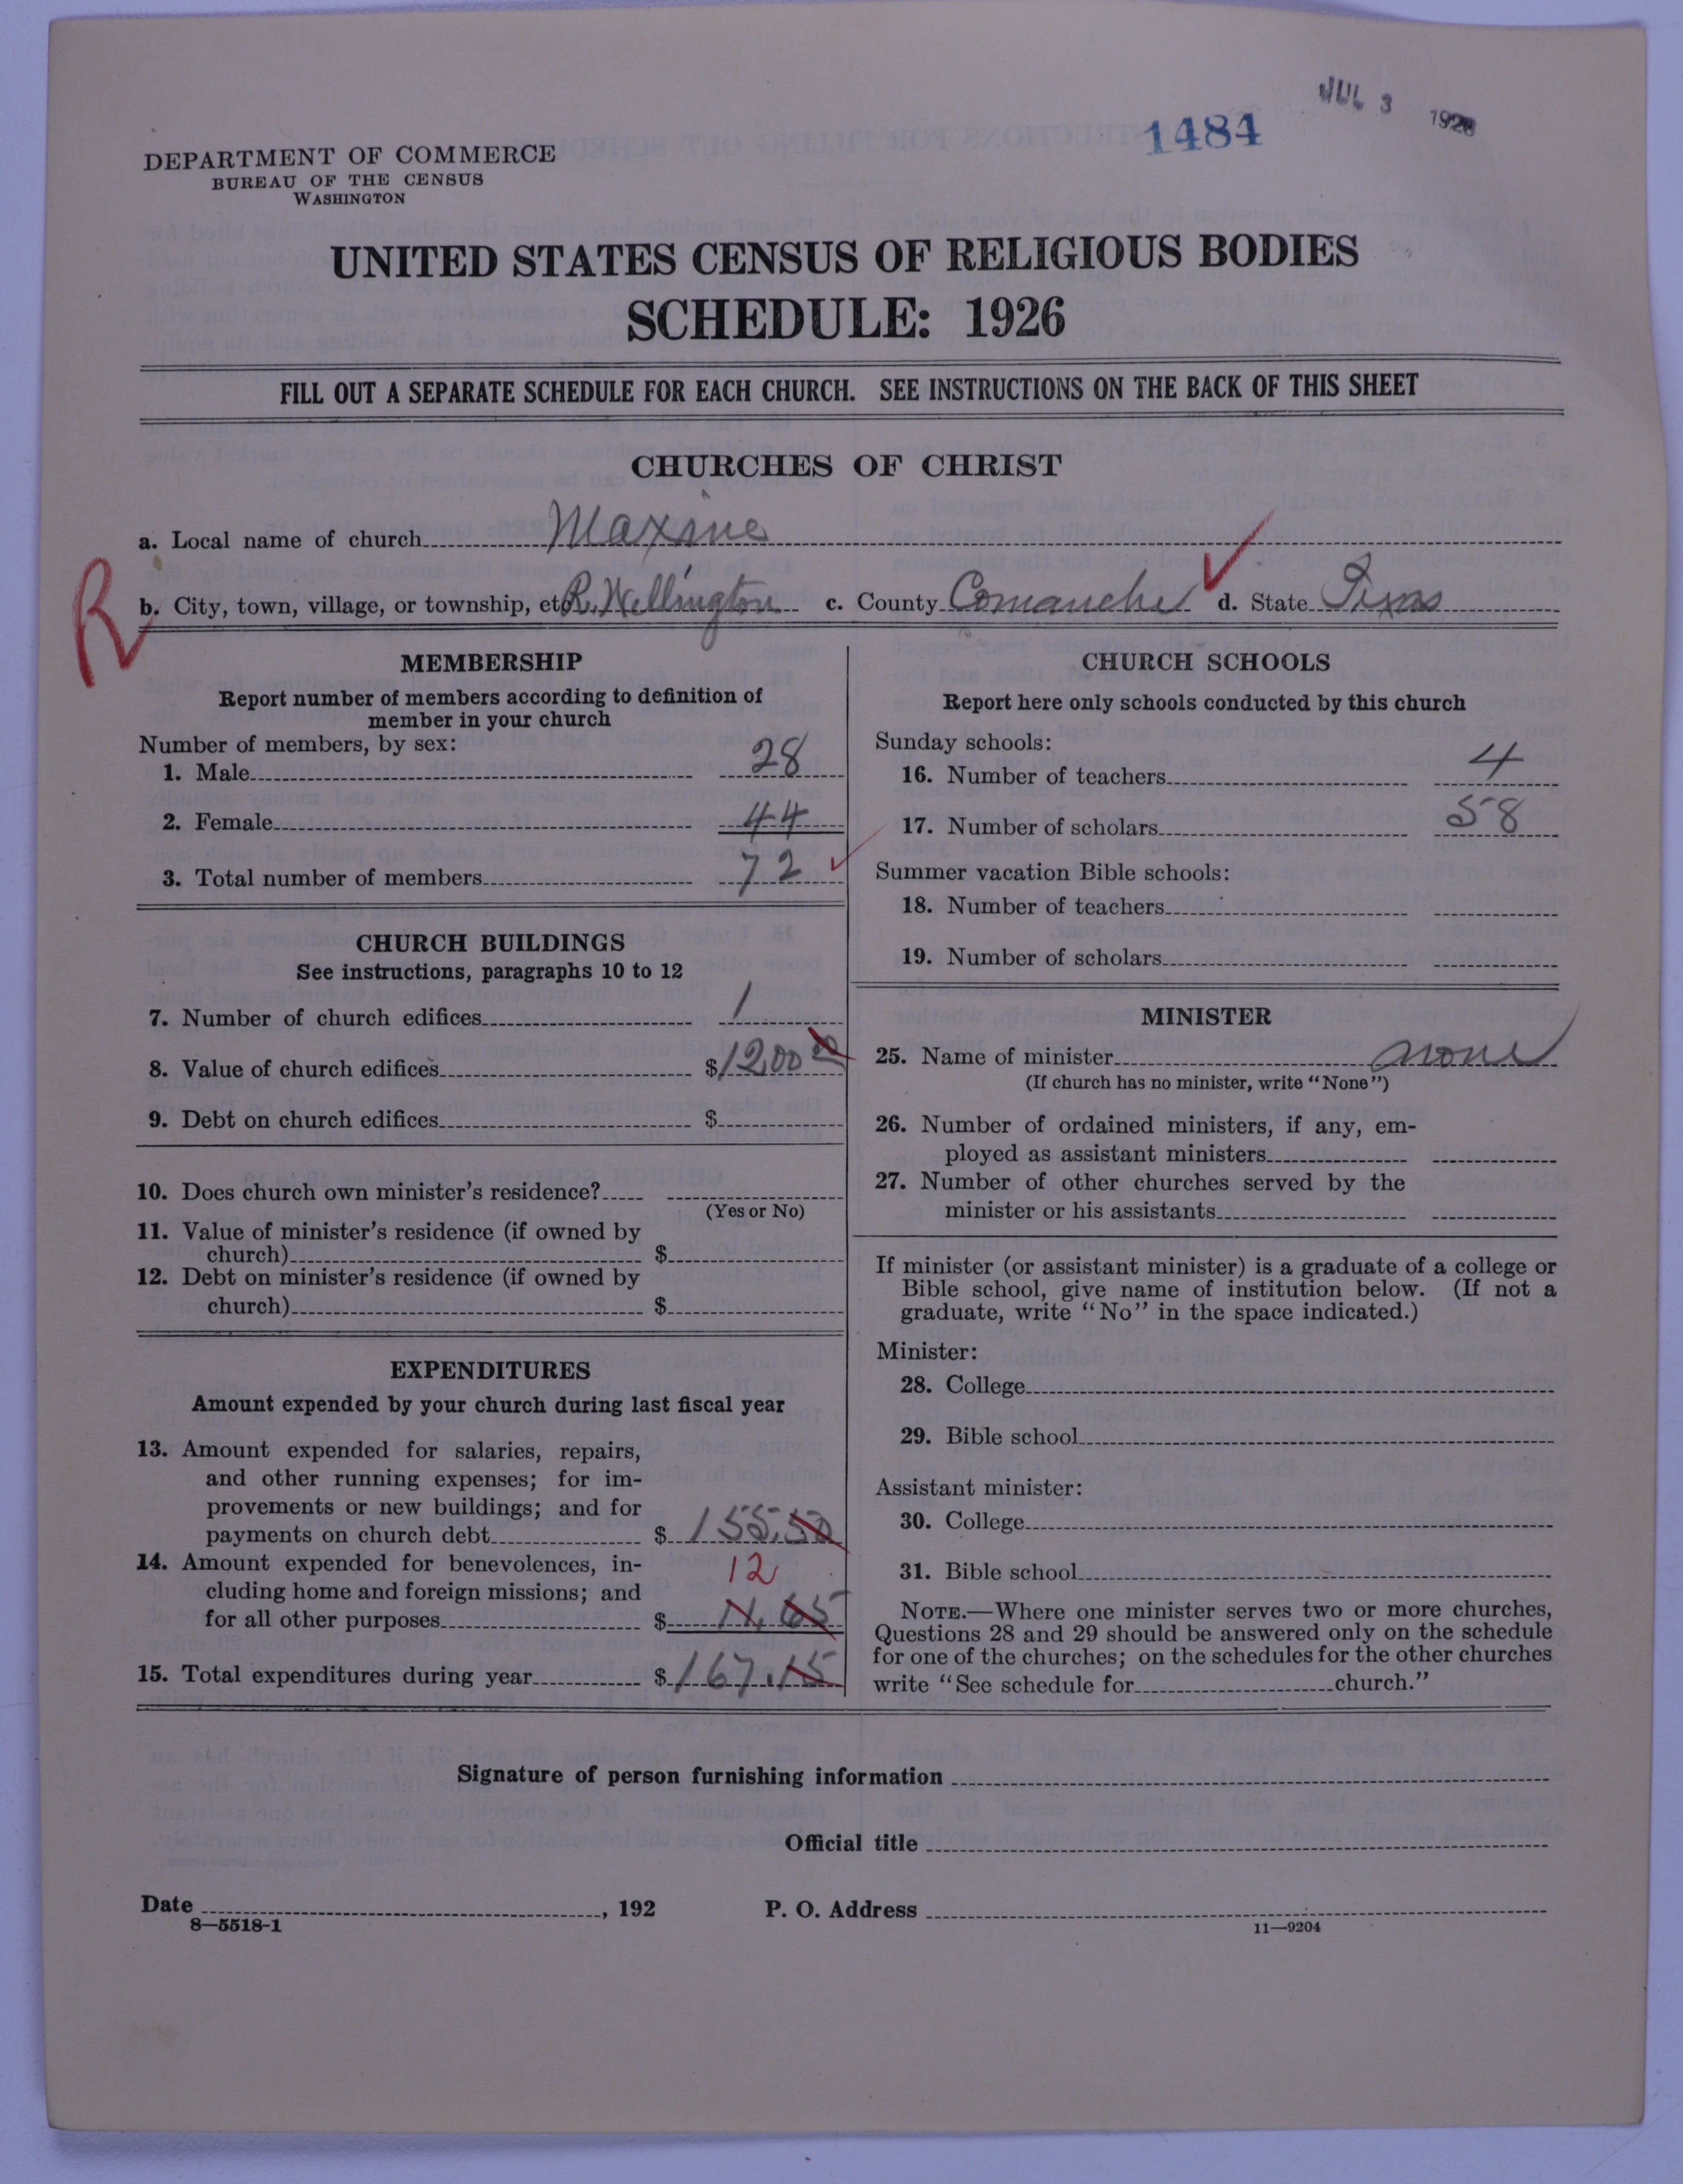 JUL 3 1928
1484
DEPARTMENT OF COMMERCE
BUREAU OF THE CENSUS
WASHINGTON
UNITED STATES CENSUS OF RELIGIOUS BODIES
SCHEDULE: 1926
FILL OUT A SEPARATE SCHEDULE FOR EACH CHURCH. SEE INSTRUCTIONS ON THE BACK OF THIS SHEET
CHURCHES OF CHRIST
a. Local name of church Maxine
R
b. City, town, village, or township, etc. R. Wellington c. County Comanche d. State Texas
MEMBERSHIP
Report number of members according to definition of
member in your church
Number of members, by sex:
1. Male 28
2. Female 44
3. Total number of members 72
CHURCH BUILDINGS
See instructions, paragraphs 10 to 12
7. Number of church edifices 1
8. Value of church edifices $1200 00
9. Debt on church edifices $
10. Does church own minister's residence?
(Yes or No)
11. Value of minister's residence (if owned by
church) $
12. Debt on minister's residence (if owned by
church) $
EXPENDITURES
Amount expended by your church during last fiscal year
13. Amount expended for salaries, repairs,
and other running expenses; for im-
provements or new buildings; and for
payments on church debt $ 155.50
14. Amount expended for benevolences, in- 12
cluding home and foreign missions; and
for all other purposes $ 11.65
15. Total expenditures during year $ 167.15
CHURCH SCHOOLS
Report here only schools conducted by this church
Sunday schools:
16. Number of teachers 4
17. Number of scholars 58
Summer vacation Bible schools:
18. Number of teachers
19. Number of scholars
MINISTER
25. Name of minister none
(If church has no minister, write "None")
26. Number of ordained ministers, if any, em-
ployed as assistant ministers
27. Number of other churches served by the
minister or his assistants
If minister (or assistant minister) is a graduate of a college or
Bible school, give name of institution below. (If not a
graduate, write "No" in the space indicated.)
Minister:
28. College
29. Bible school
Assistant minister:
30. College
31. Bible school
NOTE.—Where one minister serves two or more churches,
Questions 28 and 29 should be answered only on the schedule
for one of the churches; on the schedules for the other churches
write "See schedule for church."
Signature of person furnishing information
Official title
Date , 192 P. O. Address
8—5518-1 11—9204